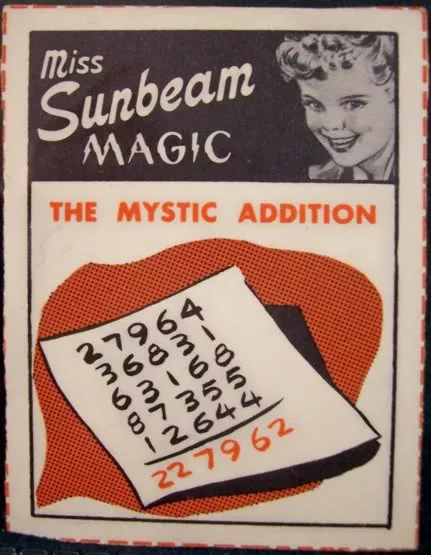 Miss
Sunbeam
MAGIC
THE MYSTIC ADDITION
27964
36831
63168
87355
12644
227962